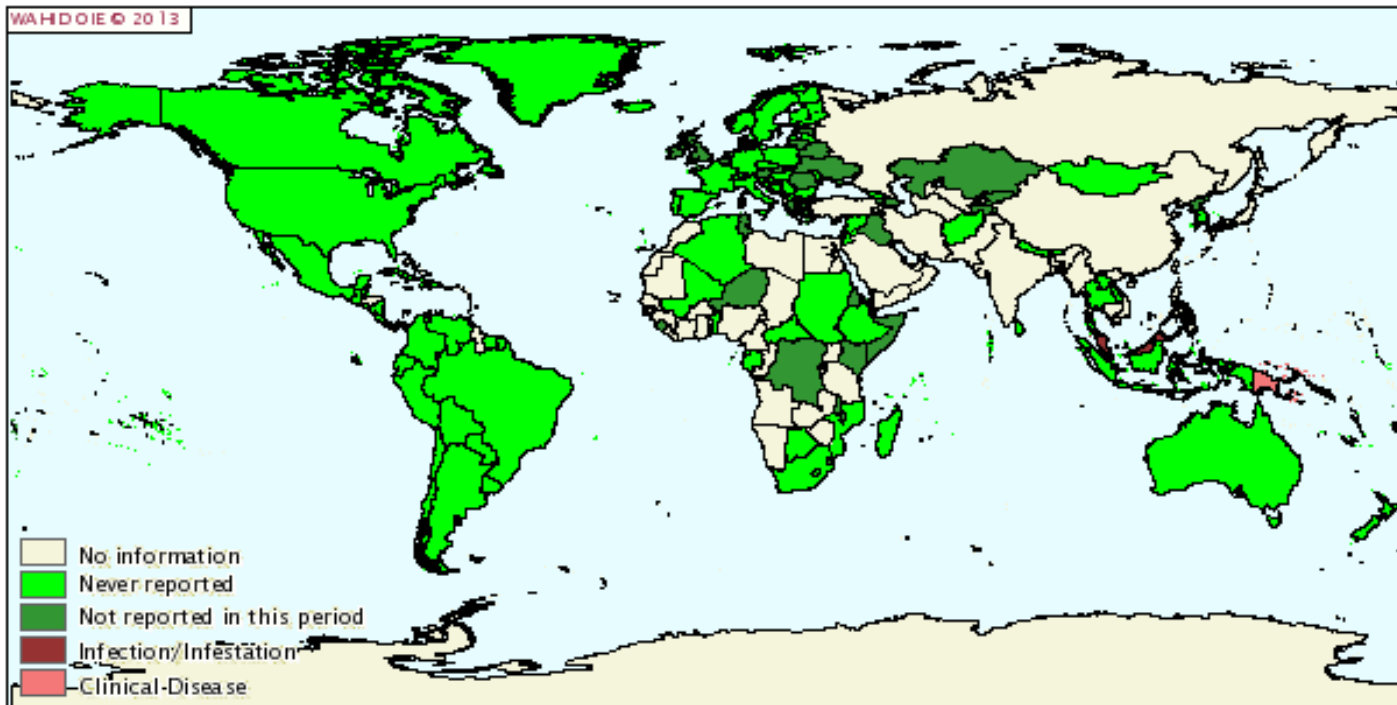 WAHID OIE © 2013
No information
Never reported
Not reported in this period
Infection/Infestation
Clinical-Disease